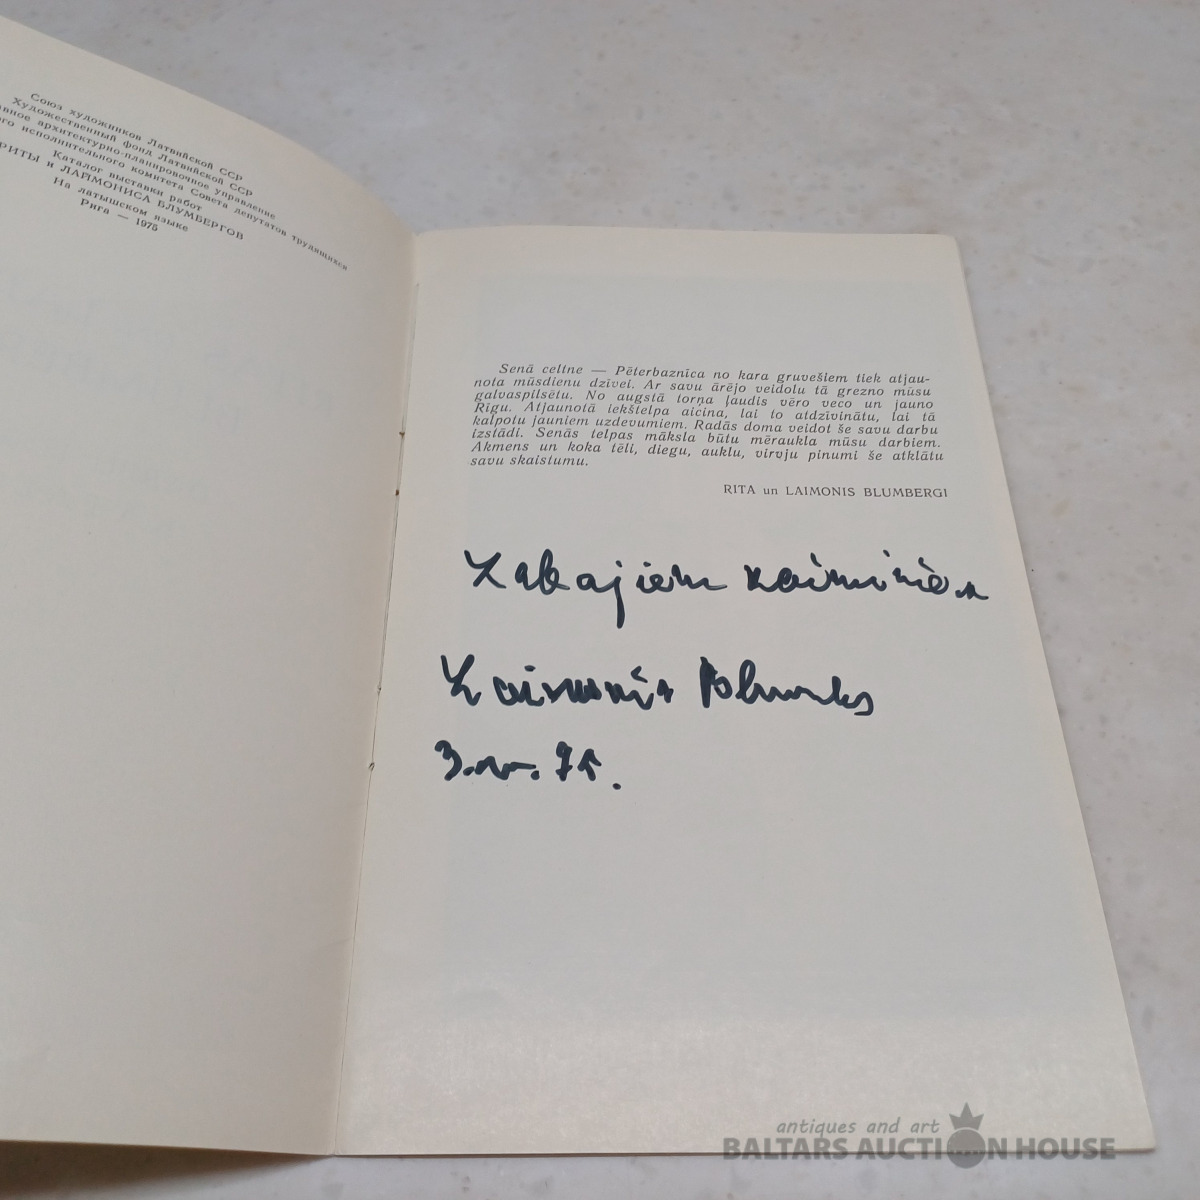 Союз художников Латвийской ССР
Художественный фонд Латвийской ССР
архитектурно-планировочное управление
исполнительного комитета Совета депутатов трудящихся
Каталог выставки работ
РИТЫ и ЛАЙМОНИСА БЛУМБЕРГОВ
На латышском языке
Рига — 1975
Senā celtne — Pēterbaznīca no kara gruvešiem tiek atjau-
nota mūsdienu dzīvei. Ar savu ārējo veidolu tā grezno mūsu
galvaspilsētu. No augstā torņa ļaudis vēro veco un jauno
Rīgu. Atjaunotā iekštelpa aicina, lai to atdzīvinātu, lai tā
kalpotu jauniem uzdevumiem. Radās doma veidot še savu darbu
izstādi. Senās telpas māksla būtu mēraukla mūsu darbiem.
Akmens un koka tēli, diegu, auklu, virvju pinumi še atklātu
savu skaistumu.
RITA un LAIMONIS BLUMBERGI
Labajiem kaimiņiem
Laimonis Blumbergs
antiques and art
BALTARS AUCTION HOUSE